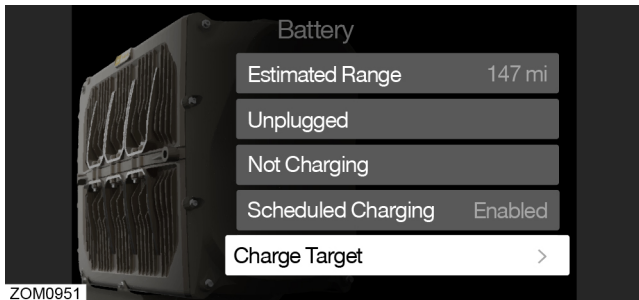 Battery
Estimated Range 147 mi
Unplugged
Not Charging
Scheduled Charging Enabled
Charge Target >
ZOM0951